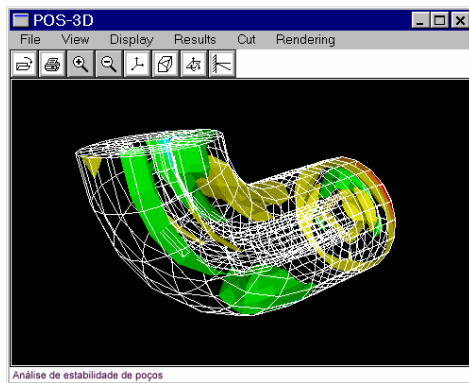 POS-3D
File View Display Results Cut Rendering
Análise de estabilidade de poços